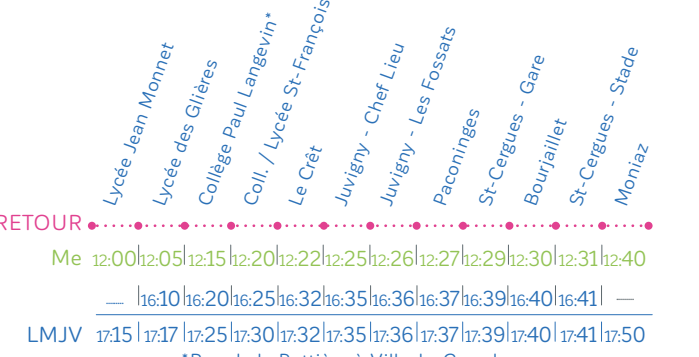 Lycée Jean Monnet
Lycée des Glières
Collège Paul Langevin*
Coll. / Lycée St-François
Le Crêt
Juvigny - Chef Lieu
Juvigny - Les Fossats
Paconinges
St-Cergues - Gare
Bourjaillet
St-Cergues - Stade
Moniaz
RETOUR
Me 12:00 12:05 12:15 12:20 12:22 12:25 12:26 12:27 12:29 12:30 12:31 12:40
— 16:10 16:20 16:25 16:32 16:35 16:36 16:37 16:39 16:40 16:41 —
LMJV 17:15 17:17 17:25 17:30 17:32 17:35 17:36 17:37 17:39 17:40 17:41 17:50